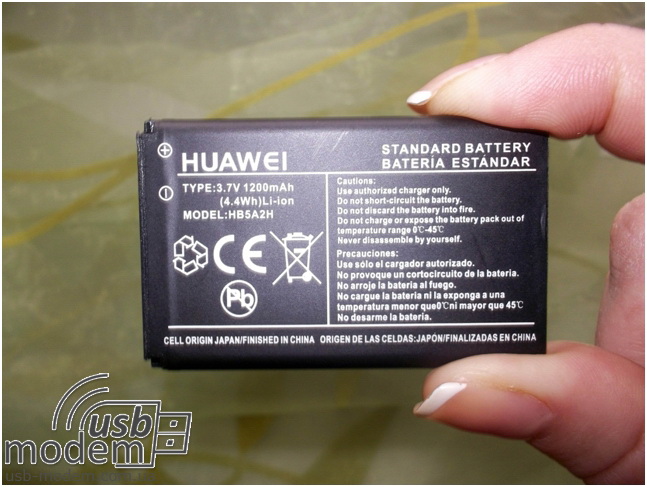 HUAWEI
STANDARD BATTERY
BATERÍA ESTÁNDAR
TYPE:3.7V 1200mAh
(4.4Wh)Li-ion
MODEL:HB5A2H
Pb
Cautions:
Use authorized charger only.
Do not short-circuit the battery.
Do not discard the battery into fire.
Do not charge or expose the battery pack out of
temperature range 0℃-45℃
Never disassemble by yourself.
Precauciones:
Use sólo el cargador autorizado.
No provoque un cortocircuito de la batería.
No arroje la batería al fuego.
No cargue la batería ni la exponga a una
temperatura menor que0℃ni mayor que 45℃
No desarme la batería.
CELL ORIGIN JAPAN/FINISHED IN CHINA ORIGEN DE LAS CELDAS:JAPÓN/FINALIZADAS EN CHINA
usb
modem